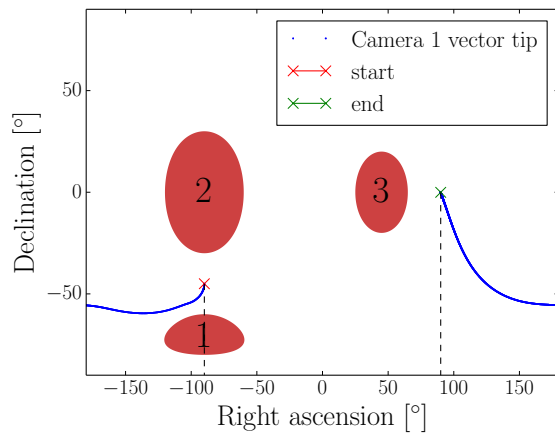 Camera 1 vector tip
start
end
50
0
−50
Declination [°]
2
3
1
−150 −100 −50 0 50 100 150
Right ascension [°]